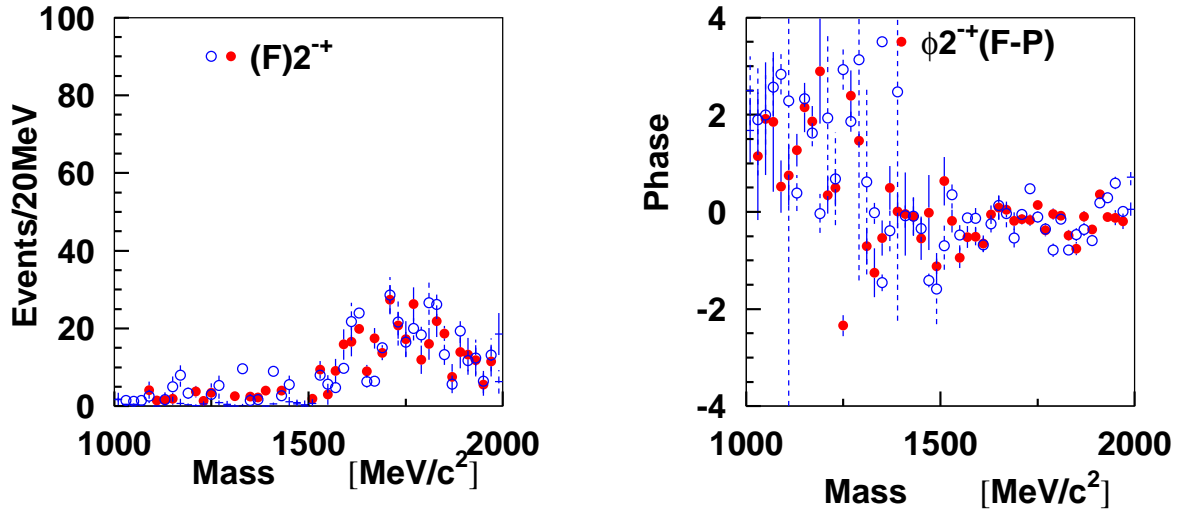 Events/20MeV
100
80
60
40
20
0
(F)2⁻⁺
1000 1500 2000
Mass [MeV/c²]
Phase
4
2
0
-2
-4
ϕ2⁻⁺(F-P)
1000 1500 2000
Mass [MeV/c²]